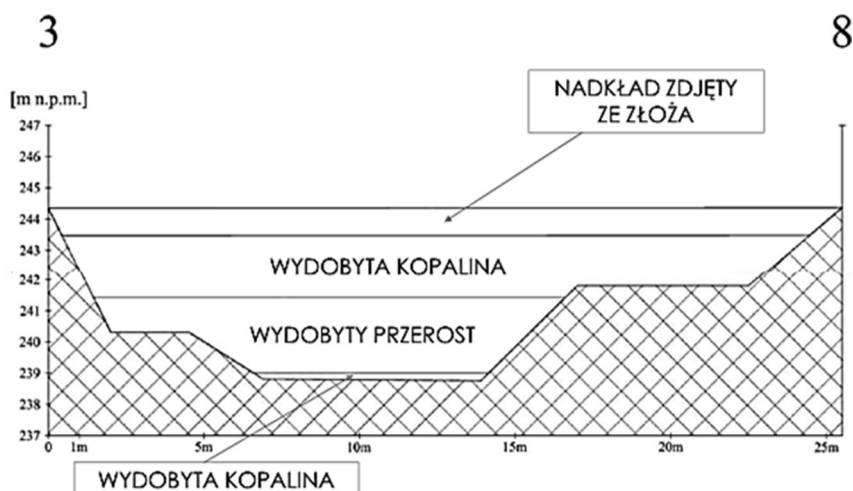 3
8
[m n.p.m.]
NADKŁAD ZDJĘTY
ZE ZŁOŻA
247
246
245
244
243
242
241
240
239
238
237
WYDOBYTA KOPALINA
WYDOBYTY PRZEROST
0 1m 5m 10m 15m 20m 25m
WYDOBYTA KOPALINA